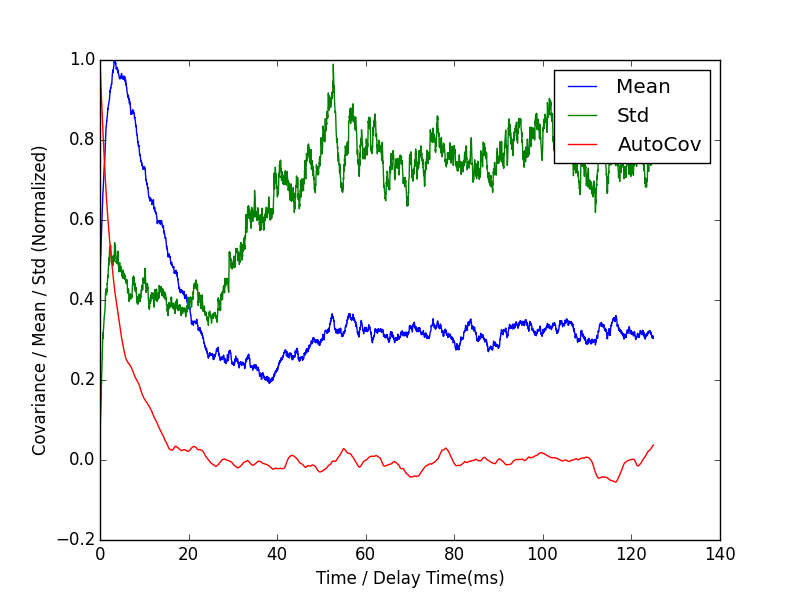 1.0
0.8
0.6
0.4
0.2
0.0
−0.2
0 20 40 60 80 100 120 140
Time / Delay Time(ms)
Covariance / Mean / Std (Normalized)
Mean
Std
AutoCov